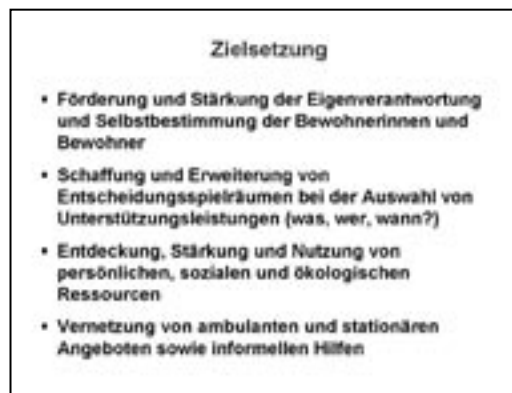 Zielsetzung
• Förderung und Stärkung der Eigenverantwortung
und Selbstbestimmung der Bewohnerinnen und
Bewohner
• Schaffung und Erweiterung von
Entscheidungsspielräumen bei der Auswahl von
Unterstützungsleistungen (was, wer, wann?)
• Entdeckung, Stärkung und Nutzung von
persönlichen, sozialen und ökologischen
Ressourcen
• Vernetzung von ambulanten und stationären
Angeboten sowie informellen Hilfen